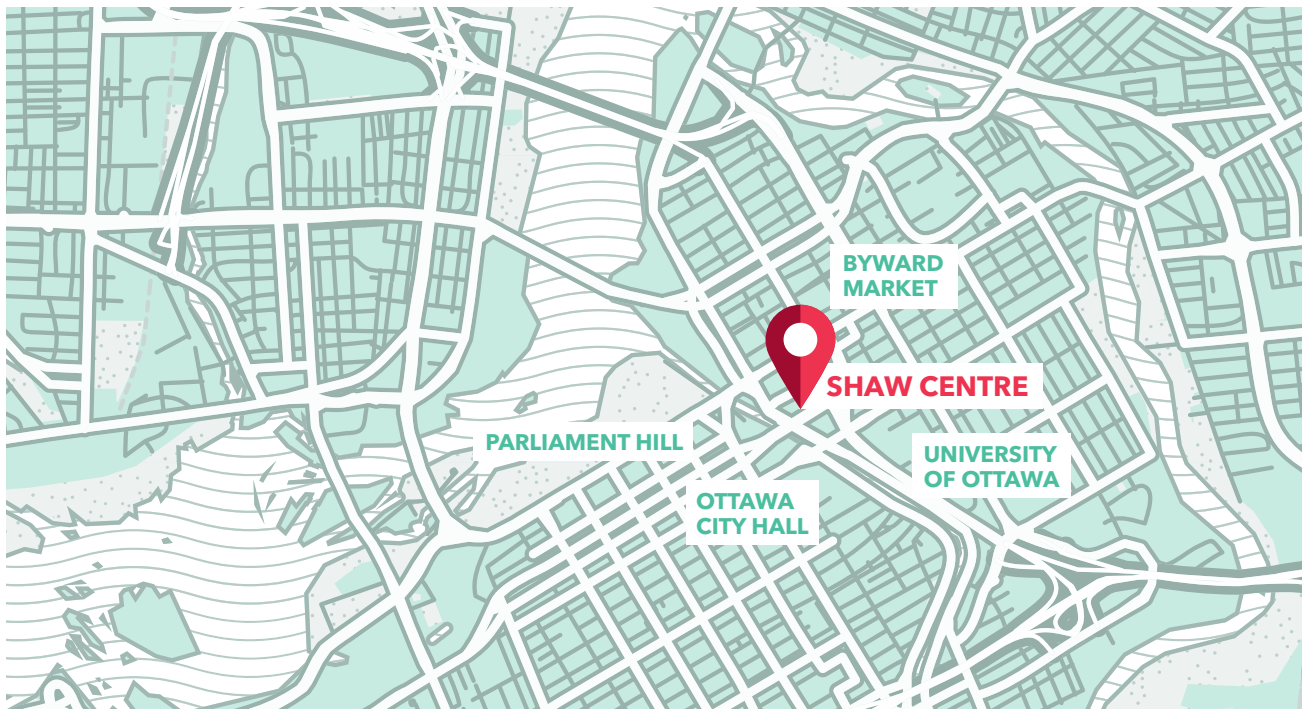 BYWARD
MARKET
SHAW CENTRE
PARLIAMENT HILL
UNIVERSITY
OF OTTAWA
OTTAWA
CITY HALL